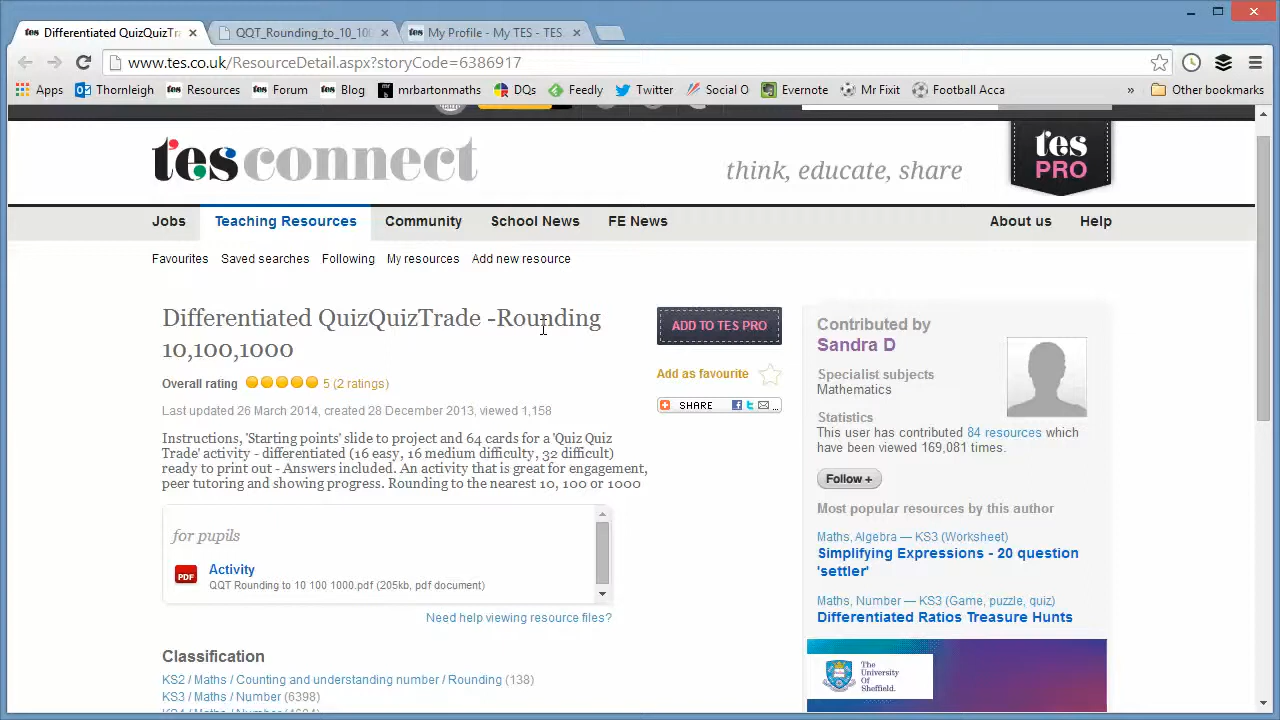 Differentiated QuizQuizTr
QQT_Rounding_to_10_10
My Profile - My TES - TES
www.tes.co.uk/ResourceDetail.aspx?storyCode=6386917
Apps Thornleigh Resources Forum Blog mrbartonmaths DQs Feedly Twitter Social O Evernote Mr Fixit Football Acca » Other bookmarks
tes connect
think, educate, share
tes PRO
Jobs Teaching Resources Community School News FE News About us Help
Favourites Saved searches Following My resources Add new resource
Differentiated QuizQuizTrade -Rounding
10,100,1000
Overall rating 5 (2 ratings)
Last updated 26 March 2014, created 28 December 2013, viewed 1,158
Instructions, 'Starting points' slide to project and 64 cards for a 'Quiz Quiz
Trade' activity - differentiated (16 easy, 16 medium difficulty, 32 difficult)
ready to print out - Answers included. An activity that is great for engagement,
peer tutoring and showing progress. Rounding to the nearest 10, 100 or 1000
for pupils
PDF
Activity
QQT Rounding to 10 100 1000.pdf (205kb, pdf document)
Need help viewing resource files?
Classification
KS2 / Maths / Counting and understanding number / Rounding (138)
KS3 / Maths / Number (6398)
ADD TO TES PRO
Add as favourite
SHARE ...
Contributed by
Sandra D
Specialist subjects
Mathematics
Statistics
This user has contributed 84 resources which
have been viewed 169,081 times.
Follow +
Most popular resources by this author
Maths, Algebra — KS3 (Worksheet)
Simplifying Expressions - 20 question
'settler'
Maths, Number — KS3 (Game, puzzle, quiz)
Differentiated Ratios Treasure Hunts
The
University
Of
Sheffield.